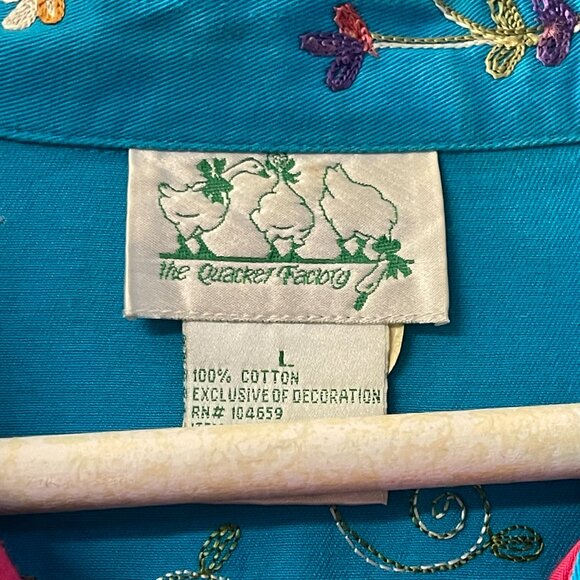 the Quacker Factory
L
100% COTTON
EXCLUSIVE OF DECORATION
RN# 104659